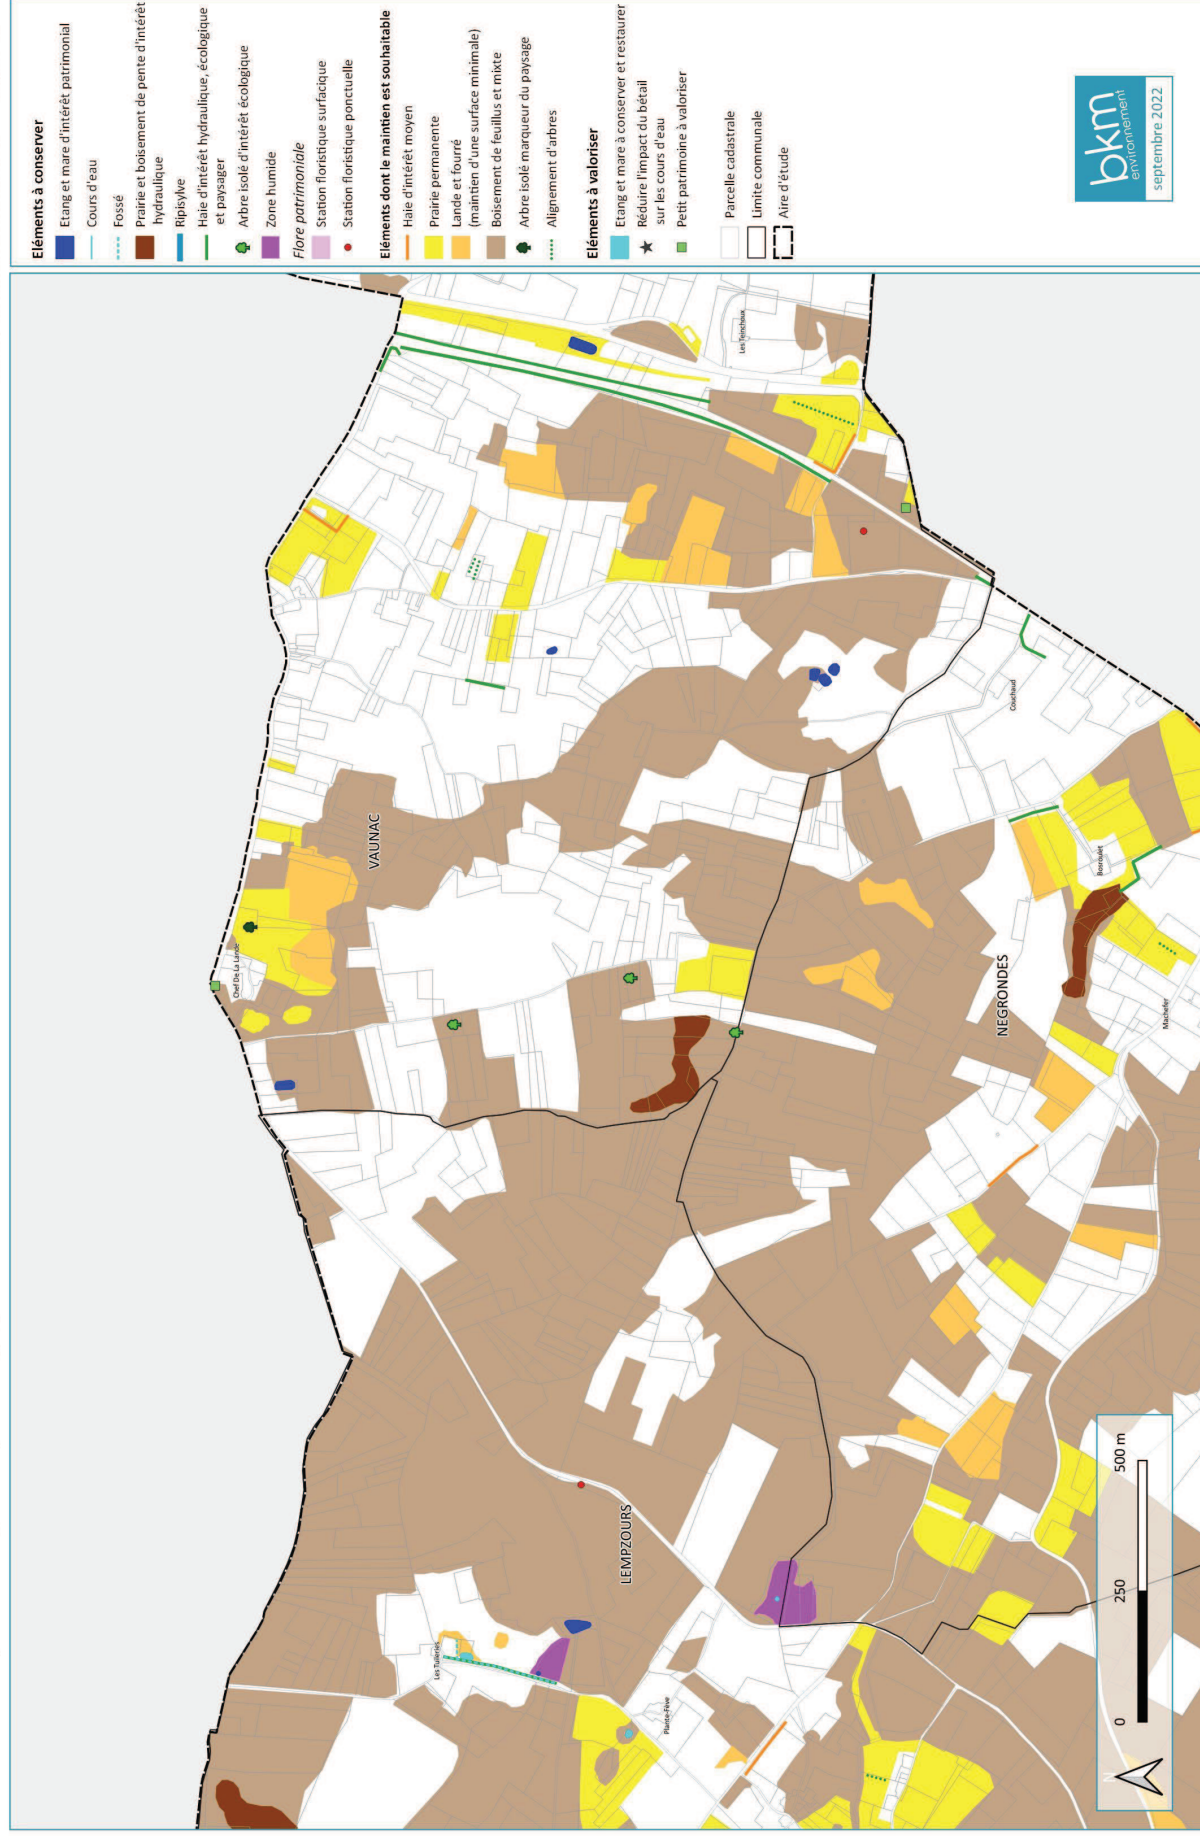 Eléments à conserver
Etang et mare d'intérêt patrimonial
Cours d'eau
Fossé
Prairie et boisement de pente d'intérêt
hydraulique
Ripisylve
Haie d'intérêt hydraulique, écologique
et paysager
Arbre isolé d'intérêt écologique
Zone humide
Flore patrimoniale
Station floristique surfacique
Station floristique ponctuelle
Eléments dont le maintien est souhaitable
Haie d'intérêt moyen
Prairie permanente
Lande et fourré
(maintien d'une surface minimale)
Boisement de feuillus et mixte
Arbre isolé marqueur du paysage
Alignement d'arbres
Eléments à valoriser
Etang et mare à conserver et restaurer
Réduire l'impact du bétail
sur les cours d'eau
Petit patrimoine à valoriser
Parcelle cadastrale
Limite communale
Aire d'étude
bkm
environnement
septembre 2022
Les Teinchoux
VAUNAC
Chef De La Lande
Couchaud
Bosroulet
NEGRONDES
Machefer
LEMPZOURS
Les Tuileries
Plante-Fève
N
0
250
500 m